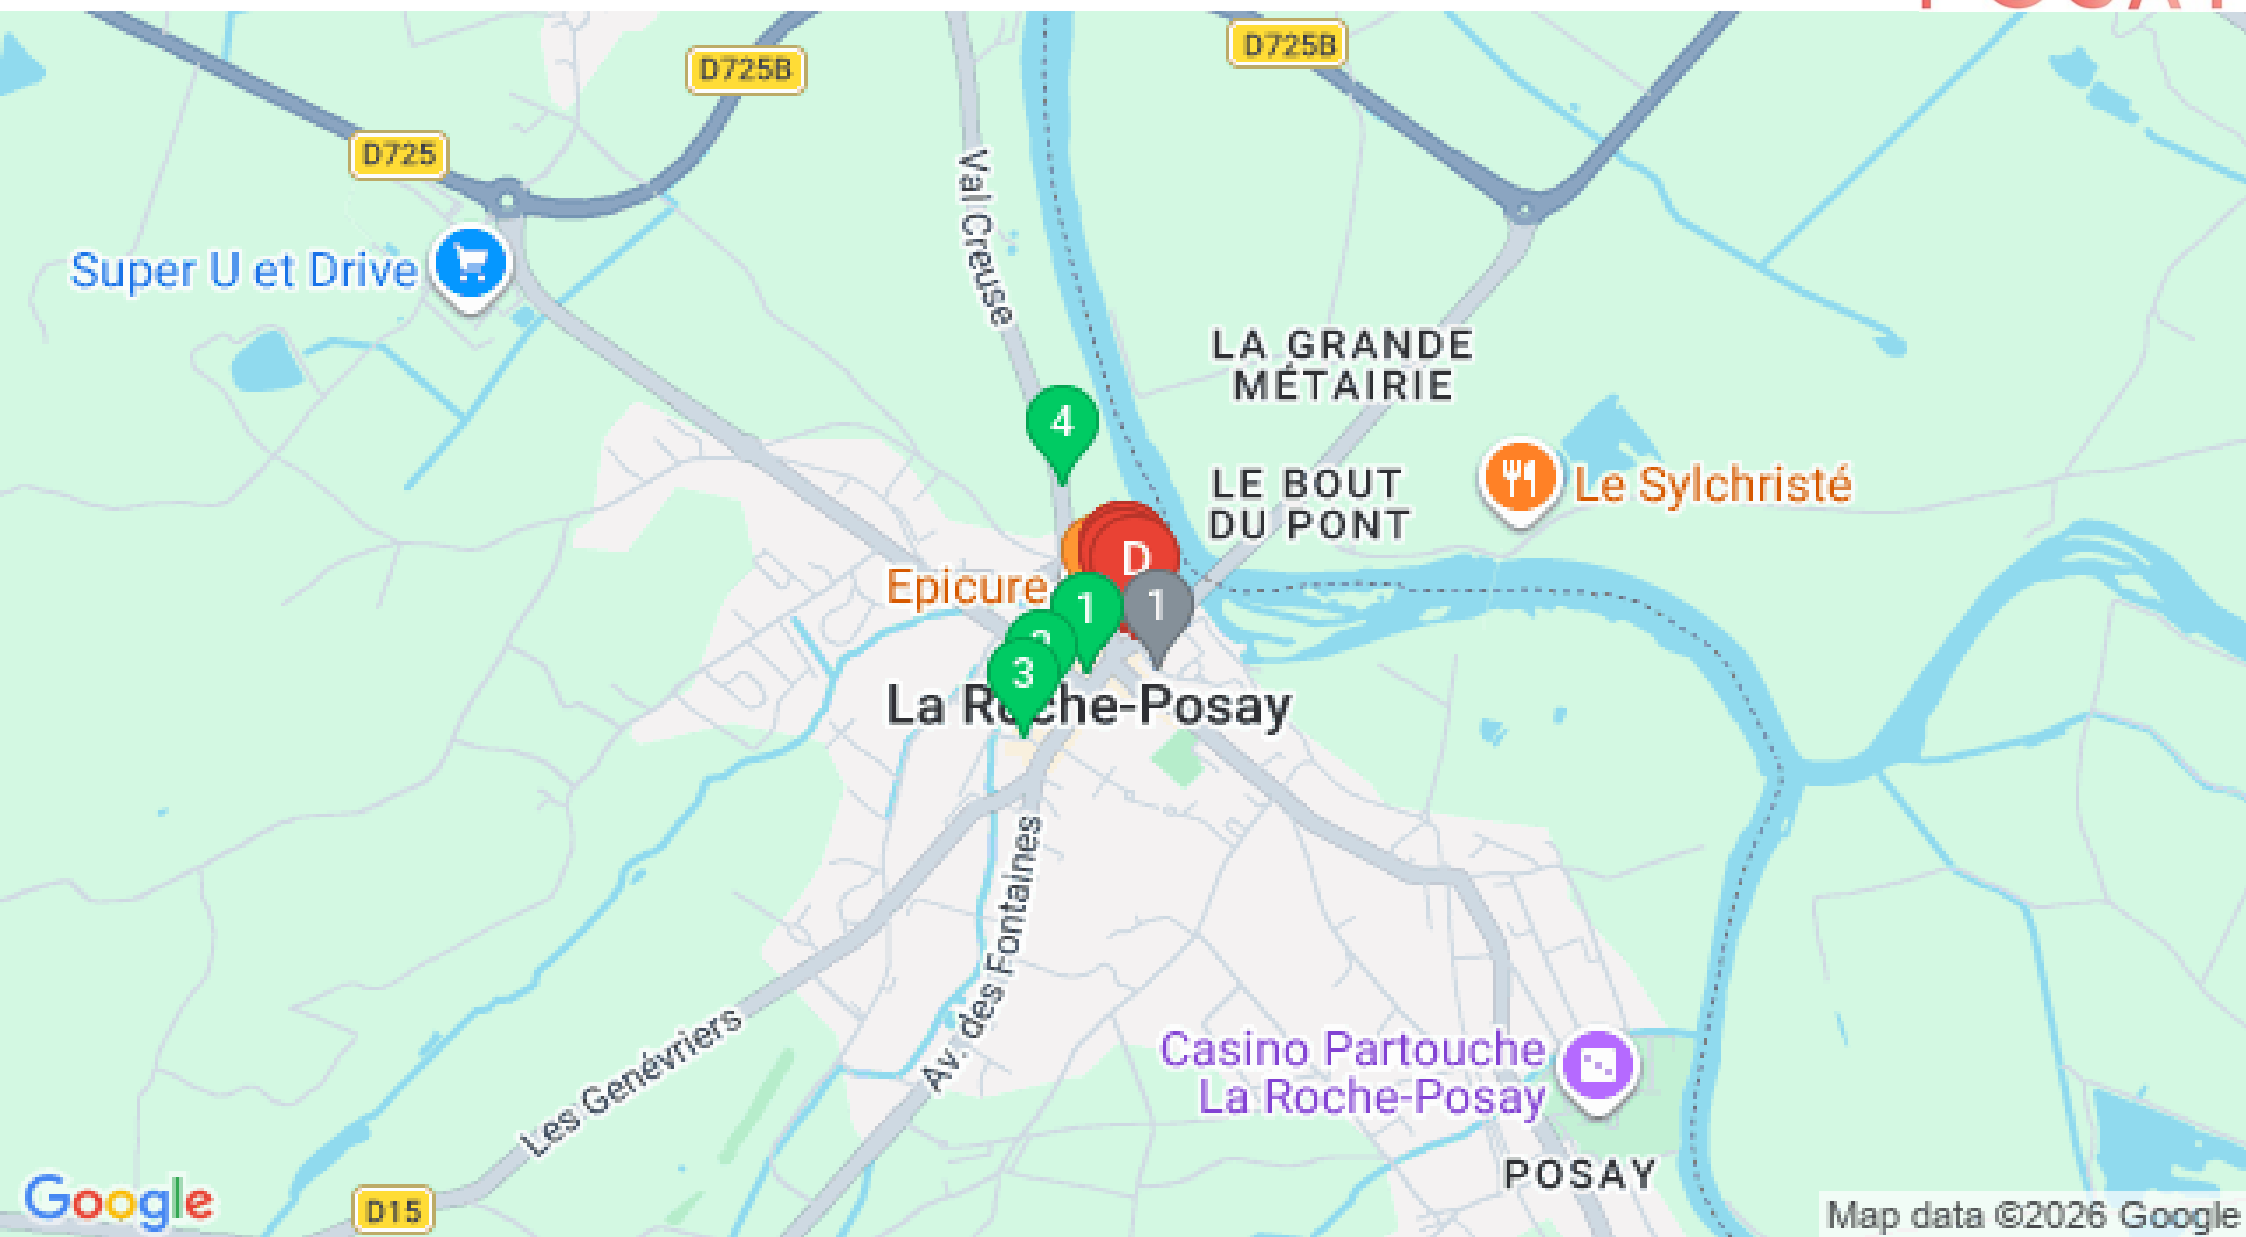 D725B
D725B
D725
Val Creuse
Super U et Drive
LA GRANDE
MÉTAIRIE
4
LE BOUT
DU PONT
Le Sylchristé
D
Epicure
1
1
3
La Roche-Posay
Av. des Fontaines
Les Genévriers
Casino Partouche
La Roche-Posay
POSAY
Google
D15
Map data ©2026 Google